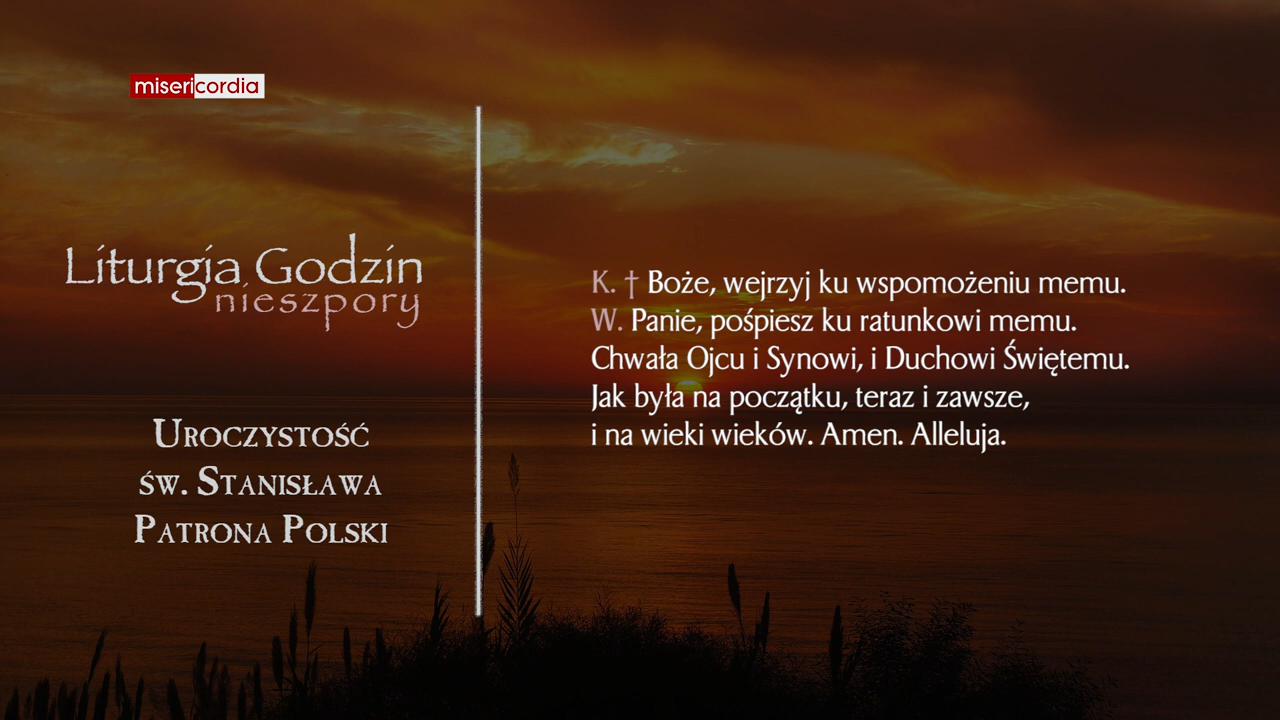 misericordia
Liturgia Godzin
nieszpory
Uroczystość
św. Stanisława
Patrona Polski
K. † Boże, wejrzyj ku wspomożeniu memu.
W. Panie, pośpiesz ku ratunkowi memu.
Chwała Ojcu i Synowi, i Duchowi Świętemu.
Jak była na początku, teraz i zawsze,
i na wieki wieków. Amen. Alleluja.